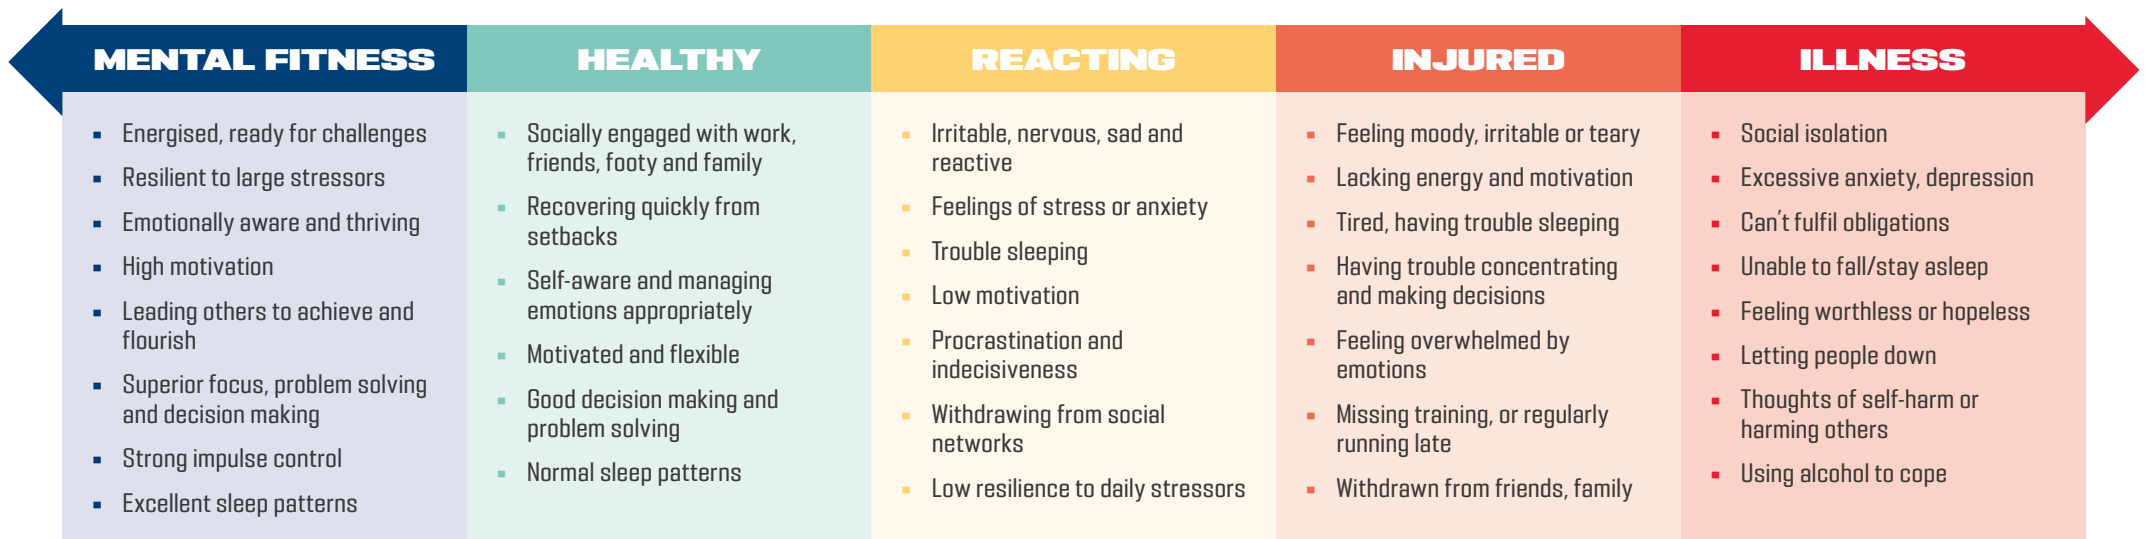 MENTAL FITNESS
▪ Energised, ready for challenges
▪ Resilient to large stressors
▪ Emotionally aware and thriving
▪ High motivation
▪ Leading others to achieve and
flourish
▪ Superior focus, problem solving
and decision making
▪ Strong impulse control
▪ Excellent sleep patterns
HEALTHY
▪ Socially engaged with work,
friends, footy and family
▪ Recovering quickly from
setbacks
▪ Self-aware and managing
emotions appropriately
▪ Motivated and flexible
▪ Good decision making and
problem solving
▪ Normal sleep patterns
REACTING
▪ Irritable, nervous, sad and
reactive
▪ Feelings of stress or anxiety
▪ Trouble sleeping
▪ Low motivation
▪ Procrastination and
indecisiveness
▪ Withdrawing from social
networks
▪ Low resilience to daily stressors
INJURED
▪ Feeling moody, irritable or teary
▪ Lacking energy and motivation
▪ Tired, having trouble sleeping
▪ Having trouble concentrating
and making decisions
▪ Feeling overwhelmed by
emotions
▪ Missing training, or regularly
running late
▪ Withdrawn from friends, family
ILLNESS
▪ Social isolation
▪ Excessive anxiety, depression
▪ Can't fulfil obligations
▪ Unable to fall/stay asleep
▪ Feeling worthless or hopeless
▪ Letting people down
▪ Thoughts of self-harm or
harming others
▪ Using alcohol to cope